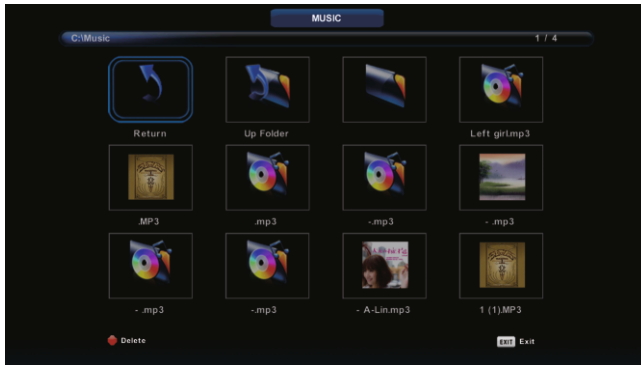 MUSIC
C:\Music 1 / 4
Return Up Folder Left girl.mp3
.MP3 .mp3 -.mp3 - .mp3
- .mp3 -.mp3 - A-Lin.mp3 1 (1).MP3
Delete EXIT Exit